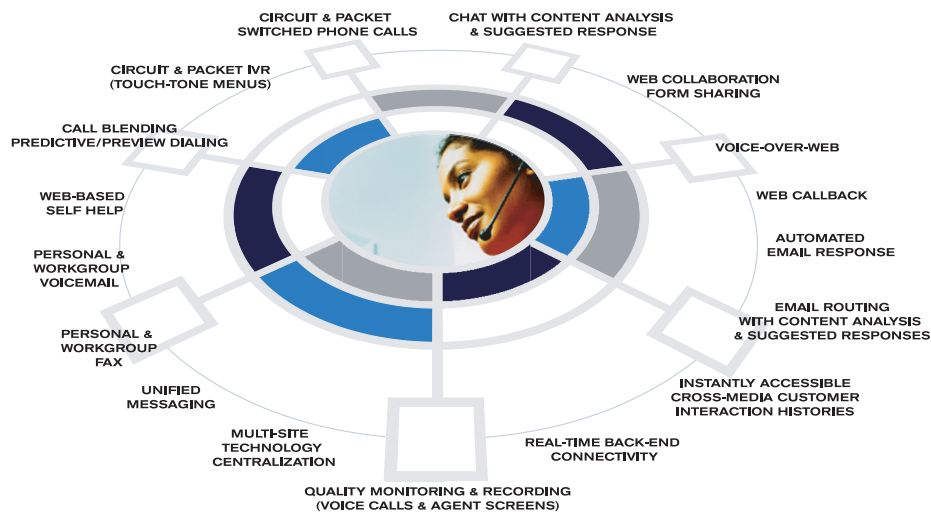 CIRCUIT & PACKET
SWITCHED PHONE CALLS
CHAT WITH CONTENT ANALYSIS
& SUGGESTED RESPONSE
CIRCUIT & PACKET IVR
(TOUCH-TONE MENUS)
WEB COLLABORATION
FORM SHARING
CALL BLENDING
PREDICTIVE/PREVIEW DIALING
VOICE-OVER-WEB
WEB-BASED
SELF HELP
WEB CALLBACK
PERSONAL &
WORKGROUP
VOICEMAIL
AUTOMATED
EMAIL RESPONSE
PERSONAL &
WORKGROUP
FAX
EMAIL ROUTING
WITH CONTENT ANALYSIS
& SUGGESTED RESPONSES
UNIFIED
MESSAGING
INSTANTLY ACCESSIBLE
CROSS-MEDIA CUSTOMER
INTERACTION HISTORIES
MULTI-SITE
TECHNOLOGY
CENTRALIZATION
REAL-TIME BACK-END
CONNECTIVITY
QUALITY MONITORING & RECORDING
(VOICE CALLS & AGENT SCREENS)